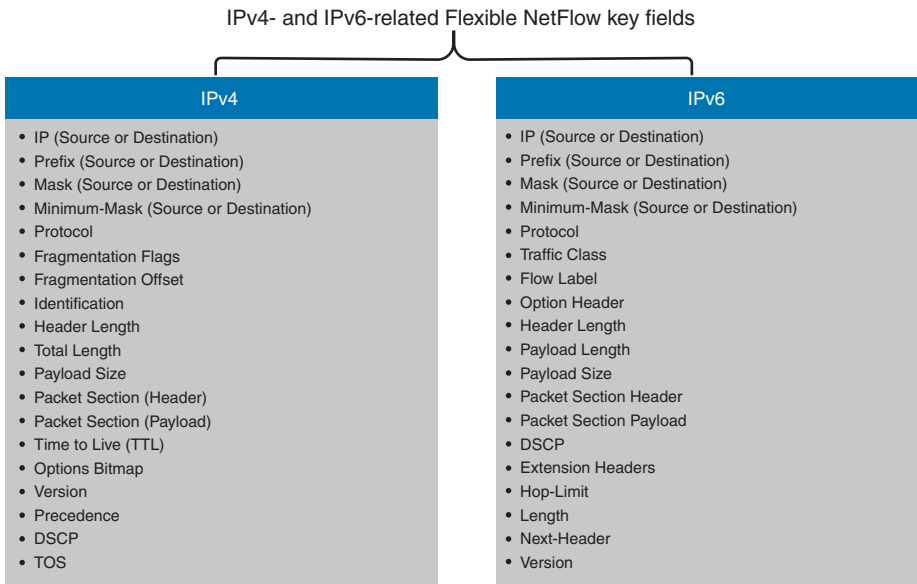 IPv4- and IPv6-related Flexible NetFlow key fields
IPv4
• IP (Source or Destination)
• Prefix (Source or Destination)
• Mask (Source or Destination)
• Minimum-Mask (Source or Destination)
• Protocol
• Fragmentation Flags
• Fragmentation Offset
• Identification
• Header Length
• Total Length
• Payload Size
• Packet Section (Header)
• Packet Section (Payload)
• Time to Live (TTL)
• Options Bitmap
• Version
• Precedence
• DSCP
• TOS
IPv6
• IP (Source or Destination)
• Prefix (Source or Destination)
• Mask (Source or Destination)
• Minimum-Mask (Source or Destination)
• Protocol
• Traffic Class
• Flow Label
• Option Header
• Header Length
• Payload Length
• Payload Size
• Packet Section Header
• Packet Section Payload
• DSCP
• Extension Headers
• Hop-Limit
• Length
• Next-Header
• Version